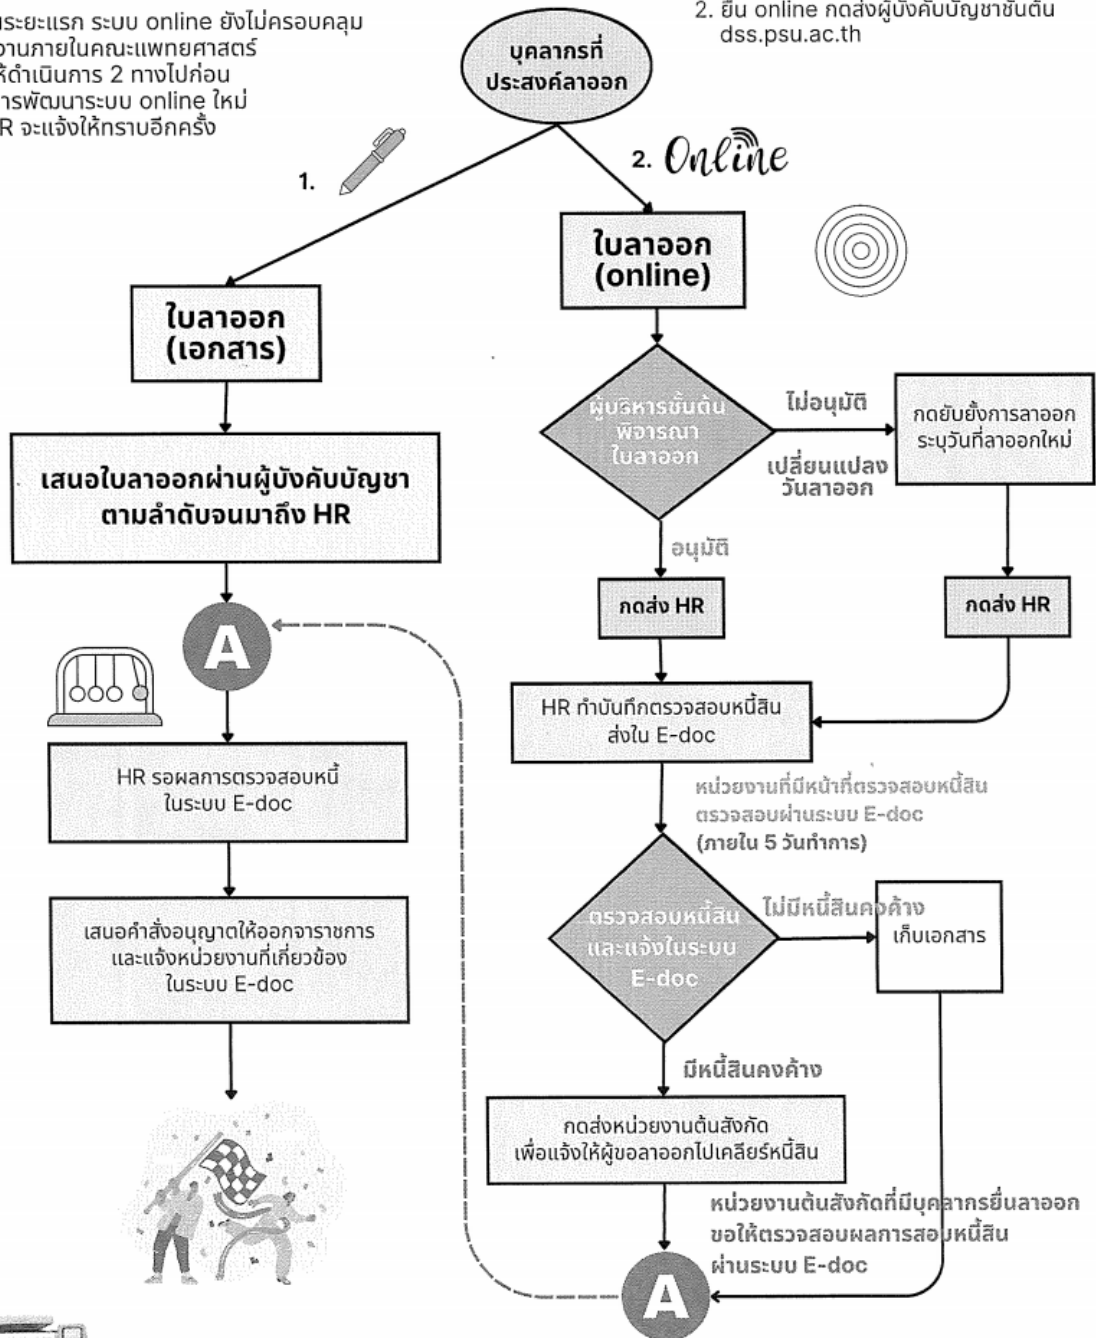 ระยะแรก ระบบ online ยังไม่ครอบคลุม
งานภายในคณะแพทยศาสตร์
ให้ดำเนินการ 2 ทางไปก่อน
การพัฒนาระบบ online ใหม่
จะแจ้งให้ทราบอีกครั้ง
2. ยื่น online กดส่งผู้บังคับบัญชาชั้นต้น
dss.psu.ac.th
บุคลากรที่
ประสงค์ลาออก
1.
2. Online
ใบลาออก
(เอกสาร)
เสนอใบลาออกผ่านผู้บังคับบัญชา
ตามลำดับจนมาถึง HR
A
HR รอผลการตรวจสอบหนี้
ในระบบ E-doc
เสนอคำสั่งอนุญาตให้ออกจาราชการ
และแจ้งหน่วยงานที่เกี่ยวข้อง
ในระบบ E-doc
ใบลาออก
(online)
ผู้บริหารชั้นต้น
พิจารณา
ใบลาออก
ไม่อนุมัติ
เปลี่ยนแปลง
วันลาออก
กดยับยั้งการลาออก
ระบุวันที่ลาออกใหม่
อนุมัติ
กดส่ง HR
กดส่ง HR
HR ทำบันทึกตรวจสอบหนี้สิน
ส่งใน E-doc
หน่วยงานที่มีหน้าที่ตรวจสอบหนี้สิน
ตรวจสอบผ่านระบบ E-doc
(ภายใน 5 วันทำการ)
ตรวจสอบหนี้สิน
และแจ้งในระบบ
E-doc
ไม่มีหนี้สินคงค้าง
เก็บเอกสาร
มีหนี้สินคงค้าง
กดส่งหน่วยงานต้นสังกัด
เพื่อแจ้งให้ผู้ขอลาออกไปเคลียร์หนี้สิน
หน่วยงานต้นสังกัดที่มีบุคลากรยื่นลาออก
ขอให้ตรวจสอบผลการสอบหนี้สิน
ผ่านระบบ E-doc
A